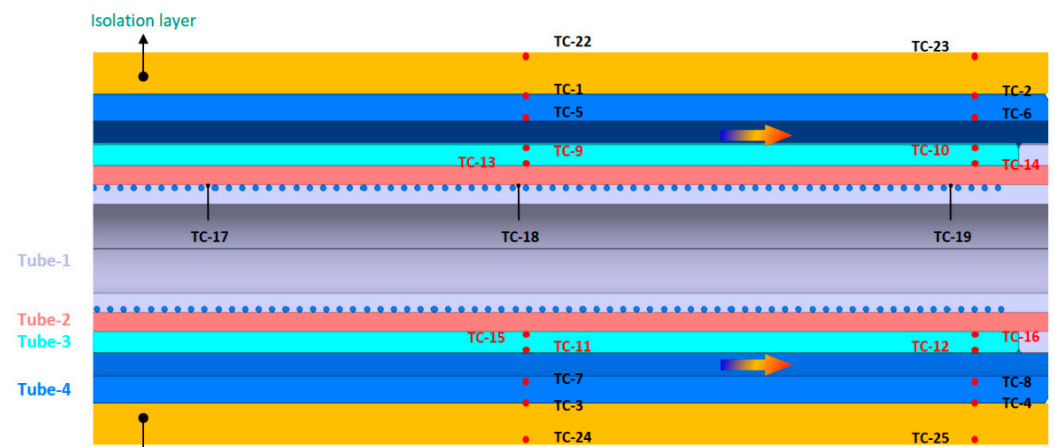 Isolation layer
TC-22
TC-23
TC-1
TC-2
TC-5
TC-6
TC-9
TC-10
TC-13
TC-14
TC-17
TC-18
TC-19
Tube-1
Tube-2
Tube-3
TC-15
TC-16
TC-11
TC-12
TC-7
TC-8
Tube-4
TC-3
TC-4
TC-24
TC-25